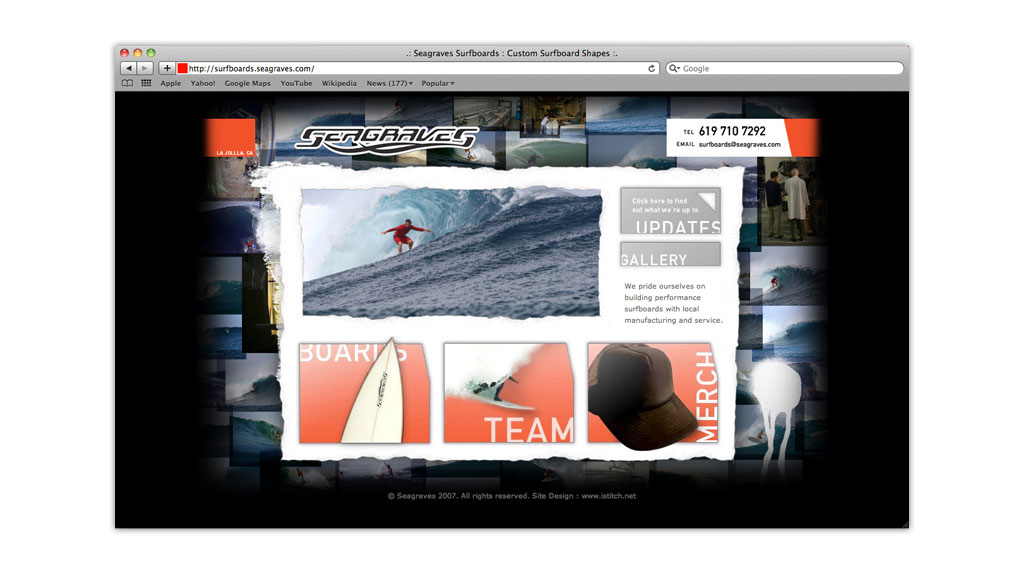 .: Seagraves Surfboards : Custom Surfboard Shapes :.
http://surfboards.seagraves.com/
Google
Apple Yahoo! Google Maps YouTube Wikipedia News (177) Popular
LA JOLLLA, CA
SEAGRAVES
TEL 619 710 7292
EMAIL surfboards@seagraves.com
Click here to find
out what we're up to.
UPDATES
GALLERY
We pride ourselves on
building performance
surfboards with local
manufacturing and service.
BOARDS
TEAM
MERCH
© Seagraves 2007. All rights reserved. Site Design : www.istitch.net